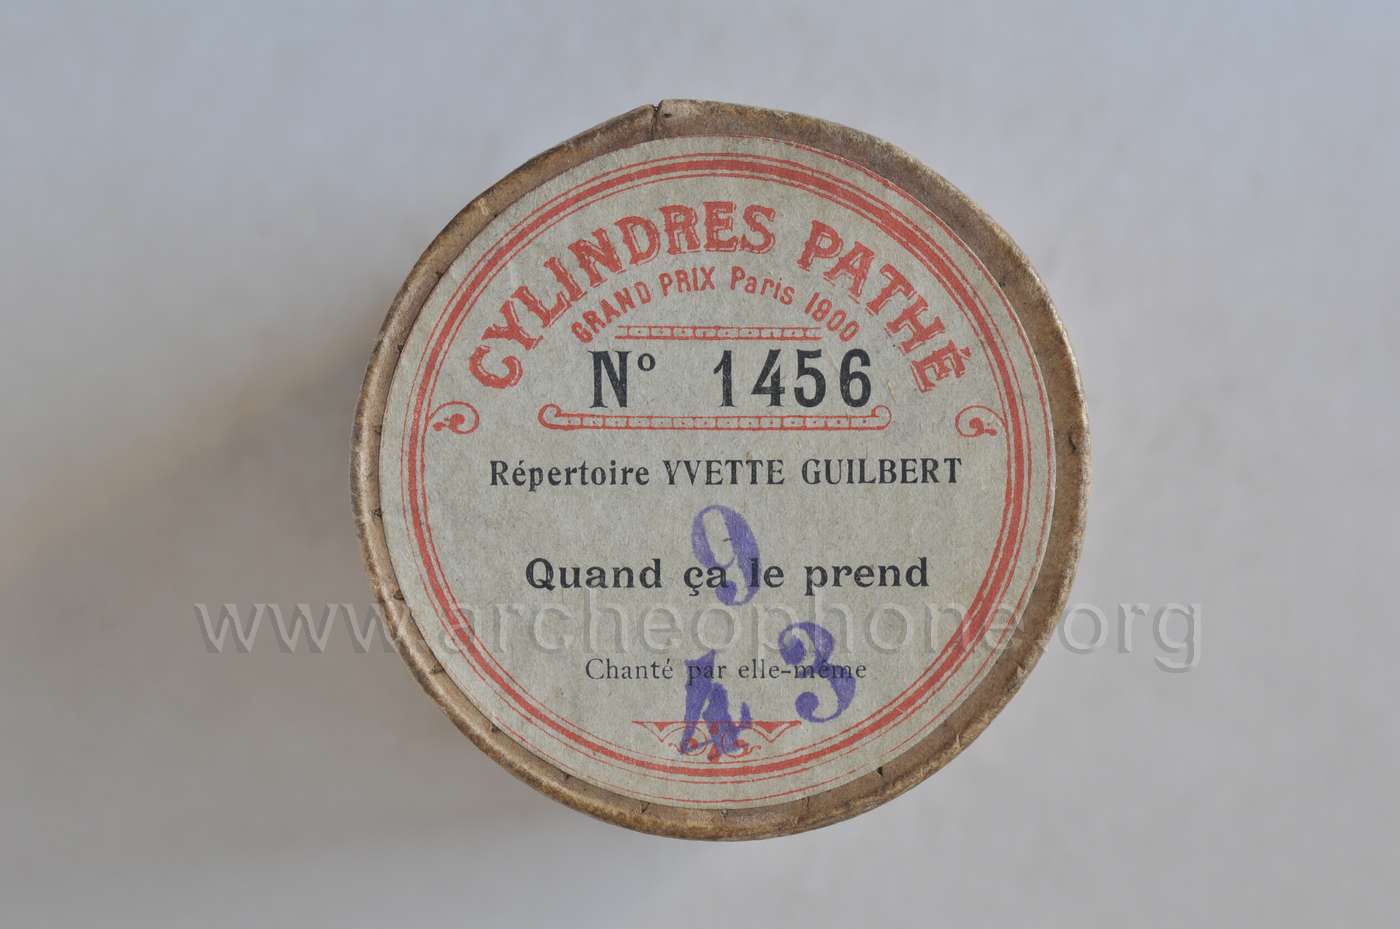 CYLINDRES PATHÉ
GRAND PRIX Paris 1900
Nº 1456
Répertoire YVETTE GUILBERT
9
Quand ça le prend
www.archeophone.org
Chanté par elle-même
43